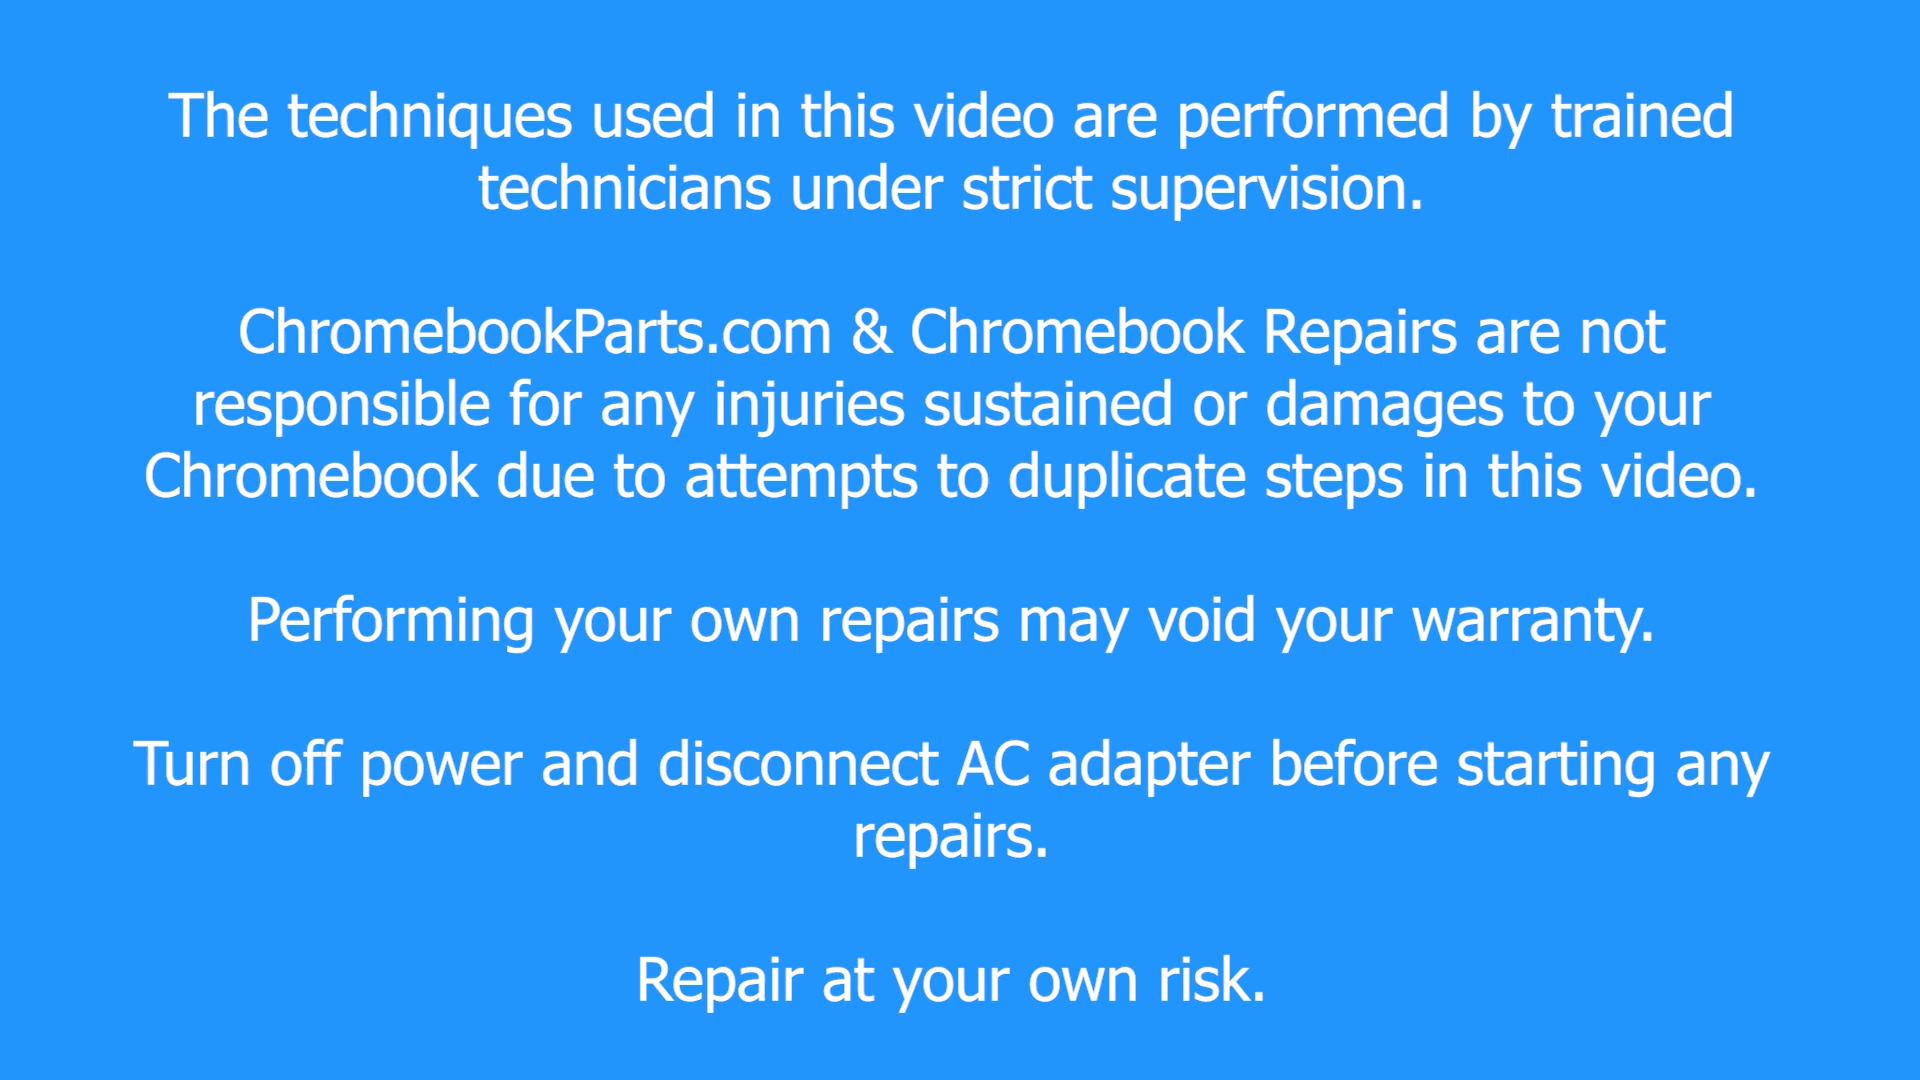 The techniques used in this video are performed by trained
technicians under strict supervision.
ChromebookParts.com & Chromebook Repairs are not
responsible for any injuries sustained or damages to your
Chromebook due to attempts to duplicate steps in this video.
Performing your own repairs may void your warranty.
Turn off power and disconnect AC adapter before starting any
repairs.
Repair at your own risk.